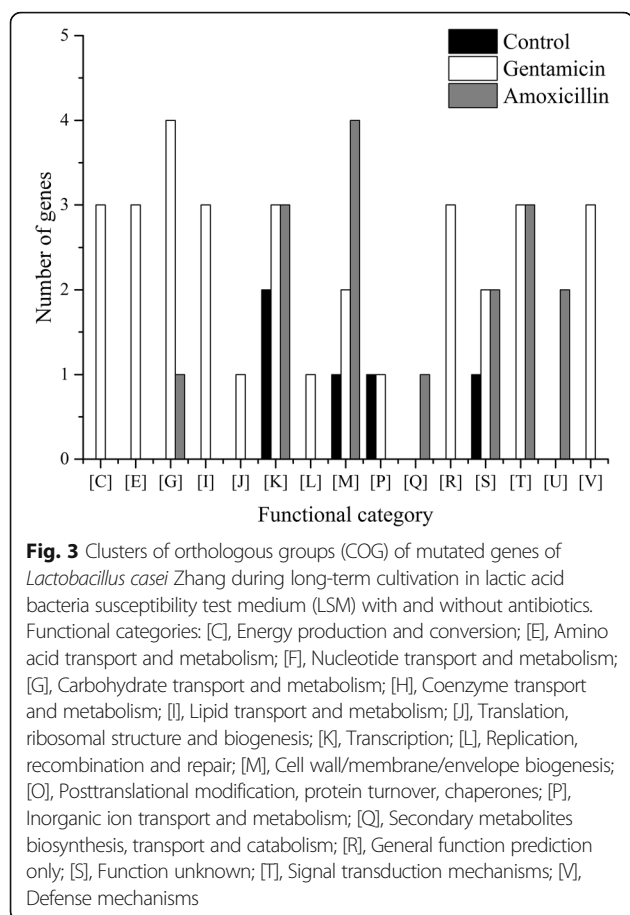 5
4
3
2
1
0
Number of genes
Control
Gentamicin
Amoxicillin
[C] [E] [G] [I] [J] [K] [L] [M] [P] [Q] [R] [S] [T] [U] [V]
Functional category
Fig. 3 Clusters of orthologous groups (COG) of mutated genes of
Lactobacillus casei Zhang during long-term cultivation in lactic acid
bacteria susceptibility test medium (LSM) with and without antibiotics.
Functional categories: [C], Energy production and conversion; [E], Amino
acid transport and metabolism; [F], Nucleotide transport and metabolism;
[G], Carbohydrate transport and metabolism; [H], Coenzyme transport
and metabolism; [I], Lipid transport and metabolism; [J], Translation,
ribosomal structure and biogenesis; [K], Transcription; [L], Replication,
recombination and repair; [M], Cell wall/membrane/envelope biogenesis;
[O], Posttranslational modification, protein turnover, chaperones; [P],
Inorganic ion transport and metabolism; [Q], Secondary metabolites
biosynthesis, transport and catabolism; [R], General function prediction
only; [S], Function unknown; [T], Signal transduction mechanisms; [V],
Defense mechanisms